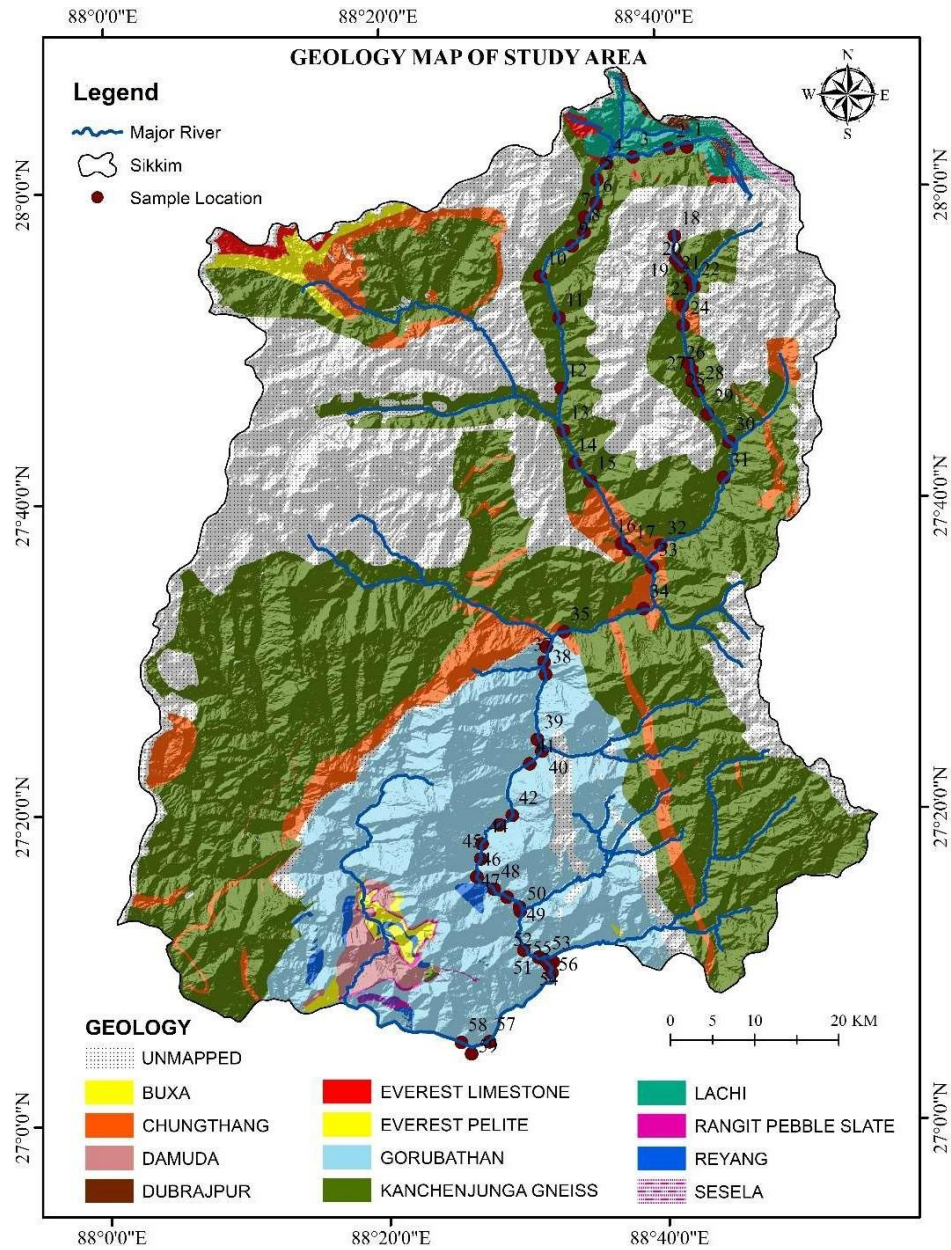 88°0'0"E 88°20'0"E 88°40'0"E
GEOLOGY MAP OF STUDY AREA
N
W E
S
Legend
Major River
Sikkim
Sample Location
28°0'0"N 28°0'0"N
27°40'0"N 27°40'0"N
27°20'0"N 27°20'0"N
27°0'0"N 27°0'0"N
1
2
3
4
6
7
8
10
11
12
13
14
15
16
17
18
20
19
21
22
23
24
26
27
28
29
30
31
32
33
34
35
37
38
39
41
40
42
44
45
46
47
48
50
49
52
53
55
51
56
54
58
57
59
0 5 10 20 KM
GEOLOGY
UNMAPPED
BUXA
CHUNGTHANG
DAMUDA
DUBRAJPUR
EVEREST LIMESTONE
EVEREST PELITE
GORUBATHAN
KANCHENJUNGA GNEISS
LACHI
RANGIT PEBBLE SLATE
REYANG
SESELA
88°0'0"E 88°20'0"E 88°40'0"E